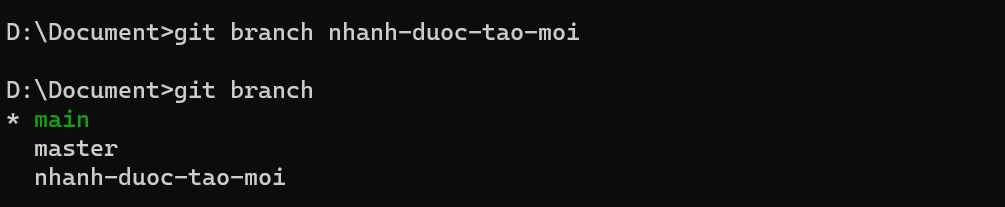 D:\Document>git branch nhanh-duoc-tao-moi
D:\Document>git branch
* main
  master
  nhanh-duoc-tao-moi